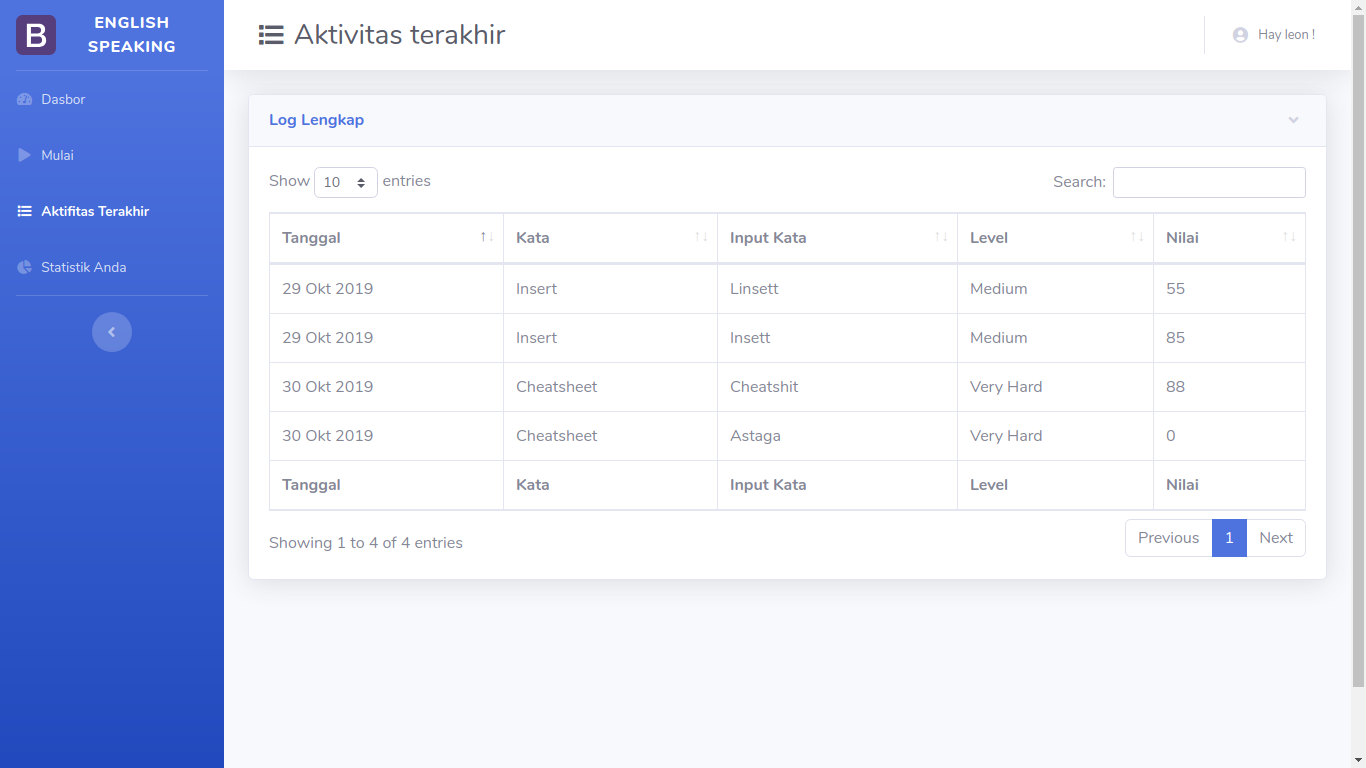 B
ENGLISH
SPEAKING
Dasbor
Mulai
Aktifitas Terakhir
Statistik Anda
Aktivitas terakhir
Hay leon !
Log Lengkap
Show 10 entries
Search:
Tanggal Kata Input Kata Level Nilai
29 Okt 2019 Insert Linsett Medium 55
29 Okt 2019 Insert Insett Medium 85
30 Okt 2019 Cheatsheet Cheatshit Very Hard 88
30 Okt 2019 Cheatsheet Astaga Very Hard 0
Tanggal Kata Input Kata Level Nilai
Showing 1 to 4 of 4 entries
Previous 1 Next